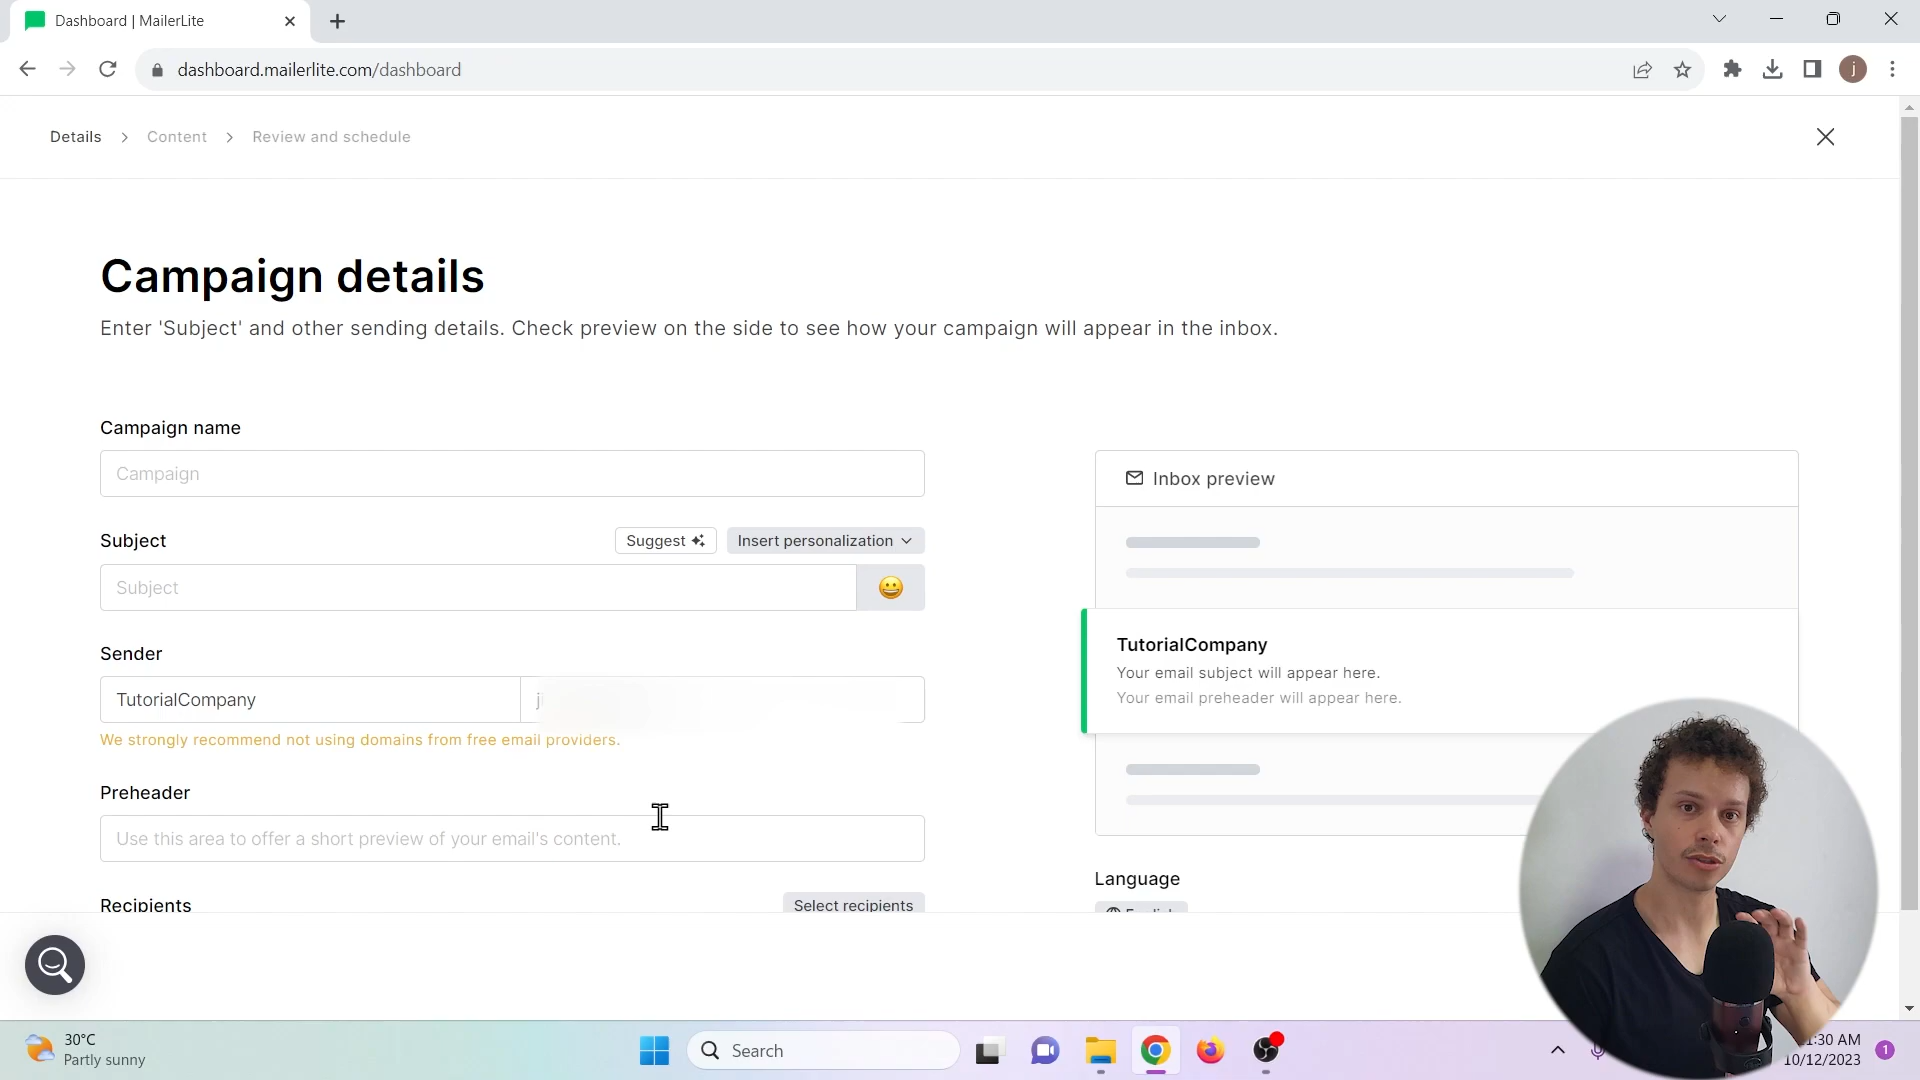 Dashboard | MailerLite
dashboard.mailerlite.com/dashboard
j
Details > Content > Review and schedule
Campaign details
Enter 'Subject' and other sending details. Check preview on the side to see how your campaign will appear in the inbox.
Campaign name
Campaign
Subject
Suggest
Insert personalization
Subject
Sender
TutorialCompany
We strongly recommend not using domains from free email providers.
Preheader
Use this area to offer a short preview of your email's content.
Recipients
Select recipients
Inbox preview
TutorialCompany
Your email subject will appear here.
Your email preheader will appear here.
Language
English
30°C
Partly sunny
Search
:30 AM
10/12/2023
1